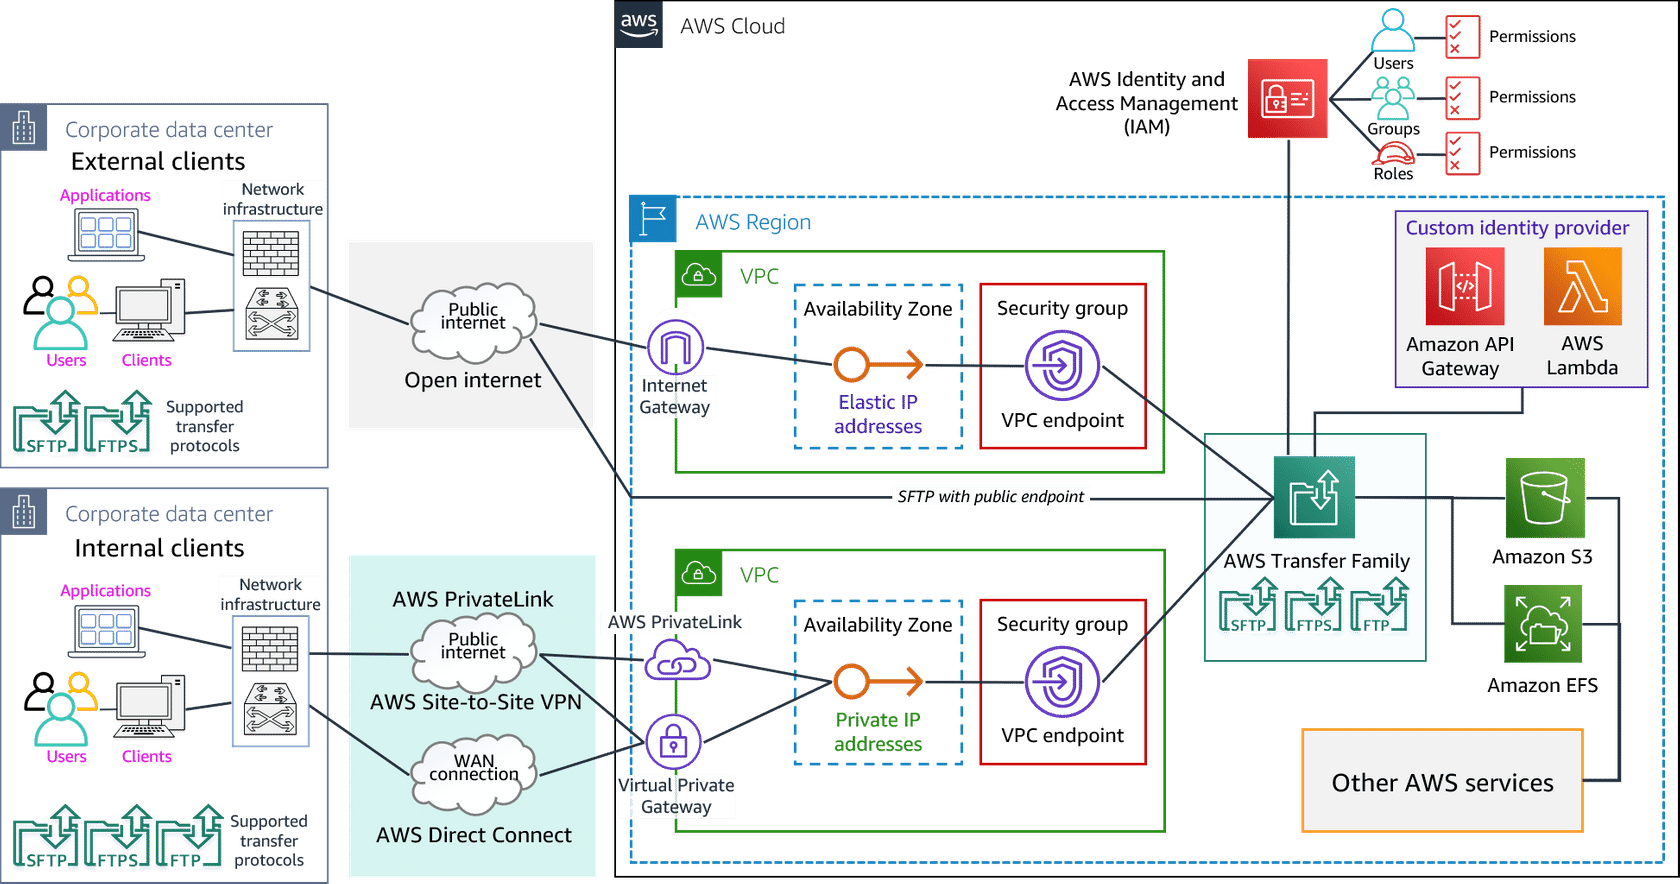 aws
AWS Cloud
AWS Identity and
Access Management
(IAM)
Users
Permissions
Groups
Permissions
Roles
Permissions
Corporate data center
External clients
Applications
Network
infrastructure
Users
Clients
SFTP
FTPS
Supported
transfer
protocols
Public
internet
Open internet
AWS Region
VPC
Internet
Gateway
Availability Zone
Elastic IP
addresses
Security group
VPC endpoint
Custom identity provider
Amazon API
Gateway
AWS
Lambda
SFTP with public endpoint
AWS Transfer Family
SFTP
FTPS
FTP
Amazon S3
Amazon EFS
Other AWS services
Corporate data center
Internal clients
Applications
Network
infrastructure
Users
Clients
SFTP
FTPS
FTP
Supported
transfer
protocols
AWS PrivateLink
Public
internet
AWS Site-to-Site VPN
WAN
connection
AWS Direct Connect
VPC
AWS PrivateLink
Virtual Private
Gateway
Availability Zone
Private IP
addresses
Security group
VPC endpoint